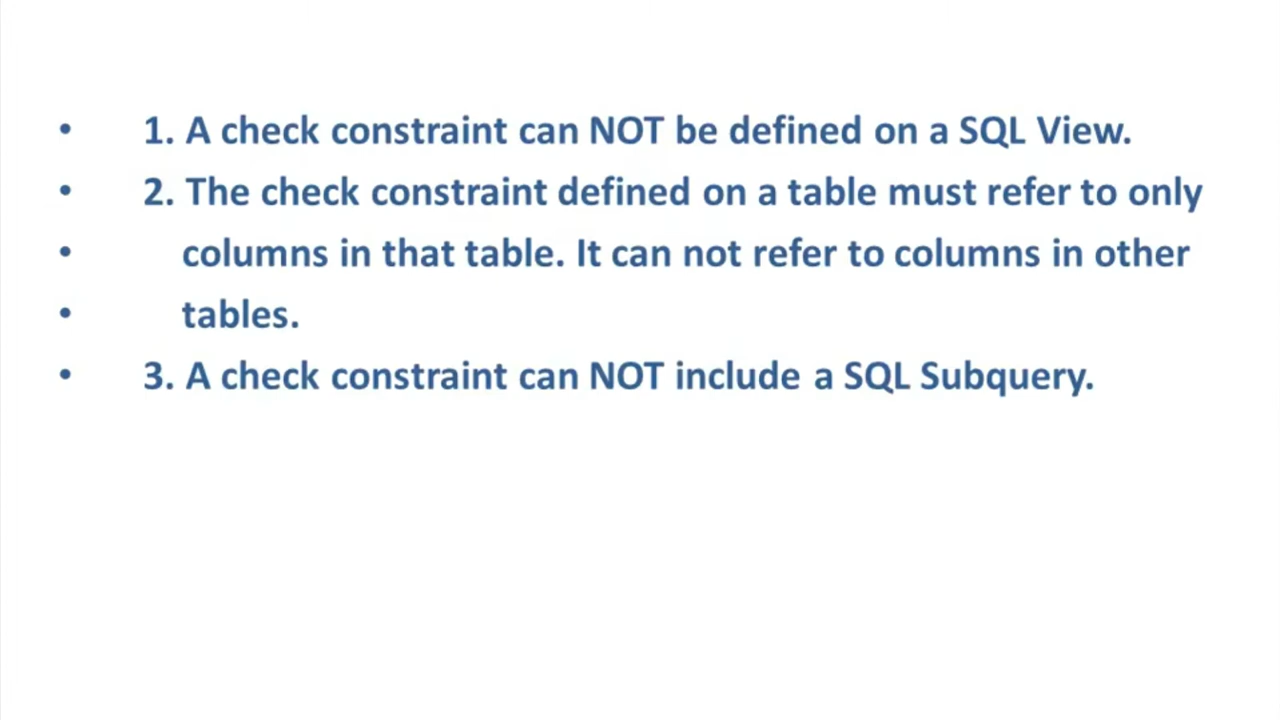 • 1. A check constraint can NOT be defined on a SQL View.
• 2. The check constraint defined on a table must refer to only
• columns in that table. It can not refer to columns in other
• tables.
• 3. A check constraint can NOT include a SQL Subquery.